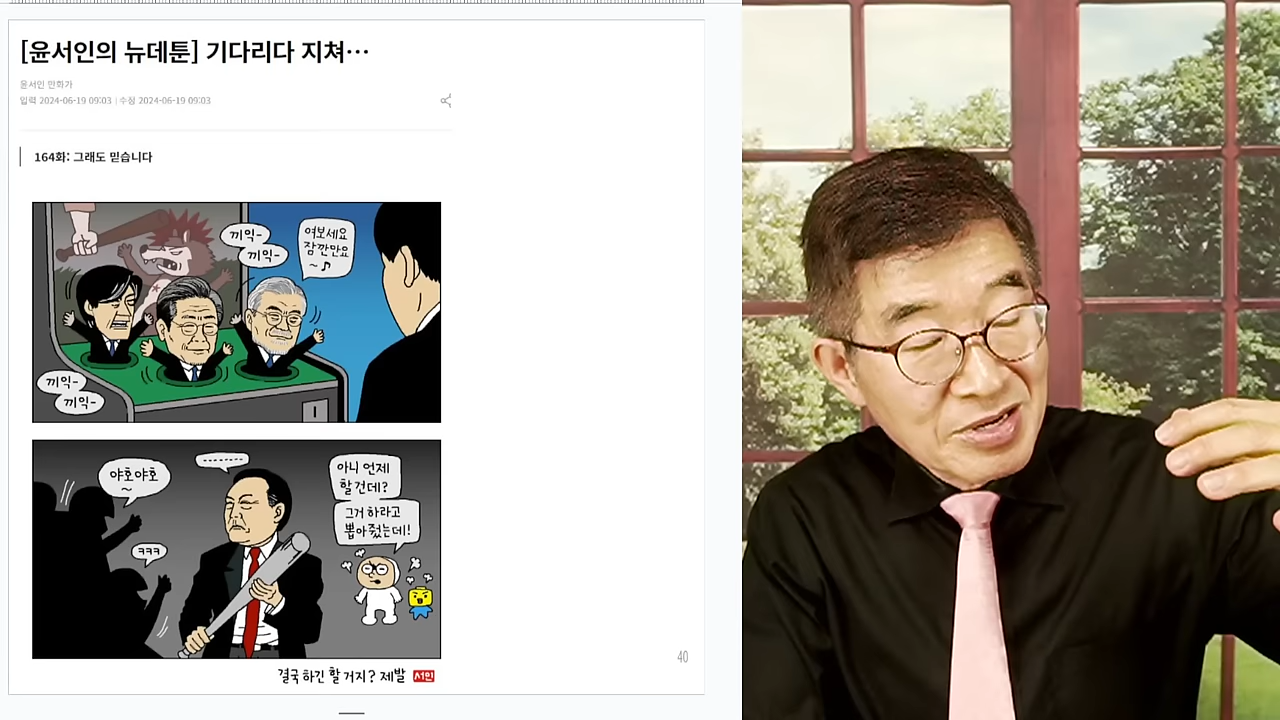 [윤서인의 뉴데툰] 기다리다 지쳐…
윤서인 만화가
입력 2024-06-19 09:03 | 수정 2024-06-19 09:03
164화: 그래도 믿습니다
끼익-
끼익-
여보세요
잠깐만요
~♪
끼익-
끼익-
야호야호
~
--------
아니 언제
할건데?
그거 하라고
뽑아줬는데!
ㅋㅋㅋ
결국 하긴 할 거지? 제발 서인
40